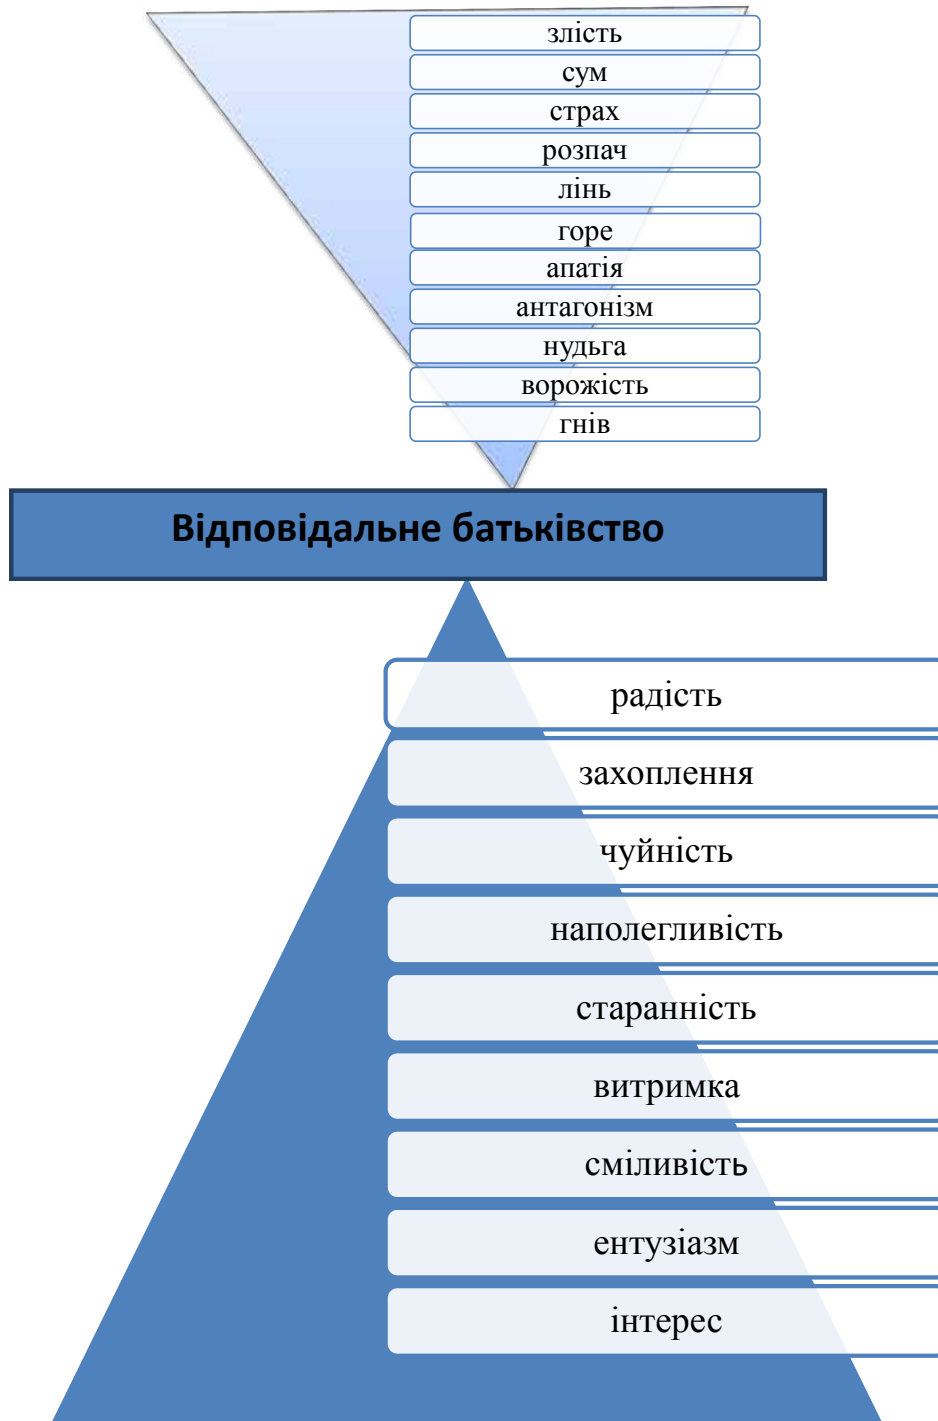 злість
сум
страх
розпач
лінь
горе
апатія
антагонізм
нудьга
ворожість
гнів
Відповідальне батьківство
радість
захоплення
чуйність
наполегливість
старанність
витримка
сміливість
ентузіазм
інтерес